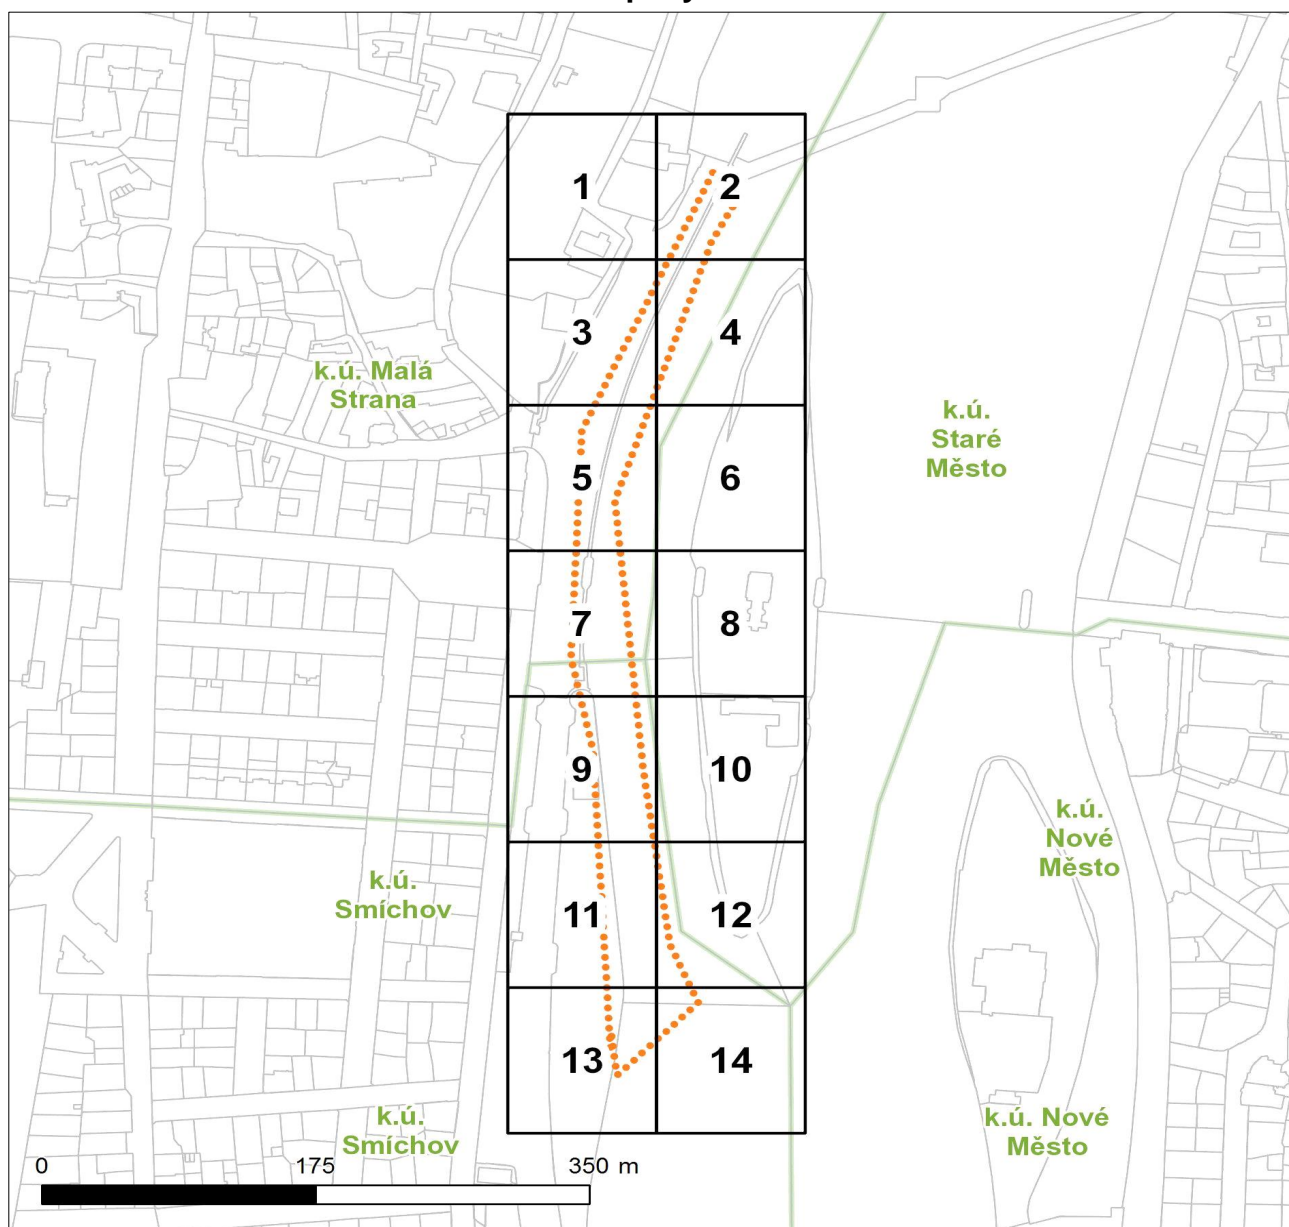 1
2
3
4
k.ú. Malá
Strana
k.ú.
Staré
Město
5
6
7
8
9
10
k.ú.
Nové
Město
k.ú.
Smíchov
11
12
13
14
k.ú.
Smíchov
k.ú. Nové
Město
0
175
350 m